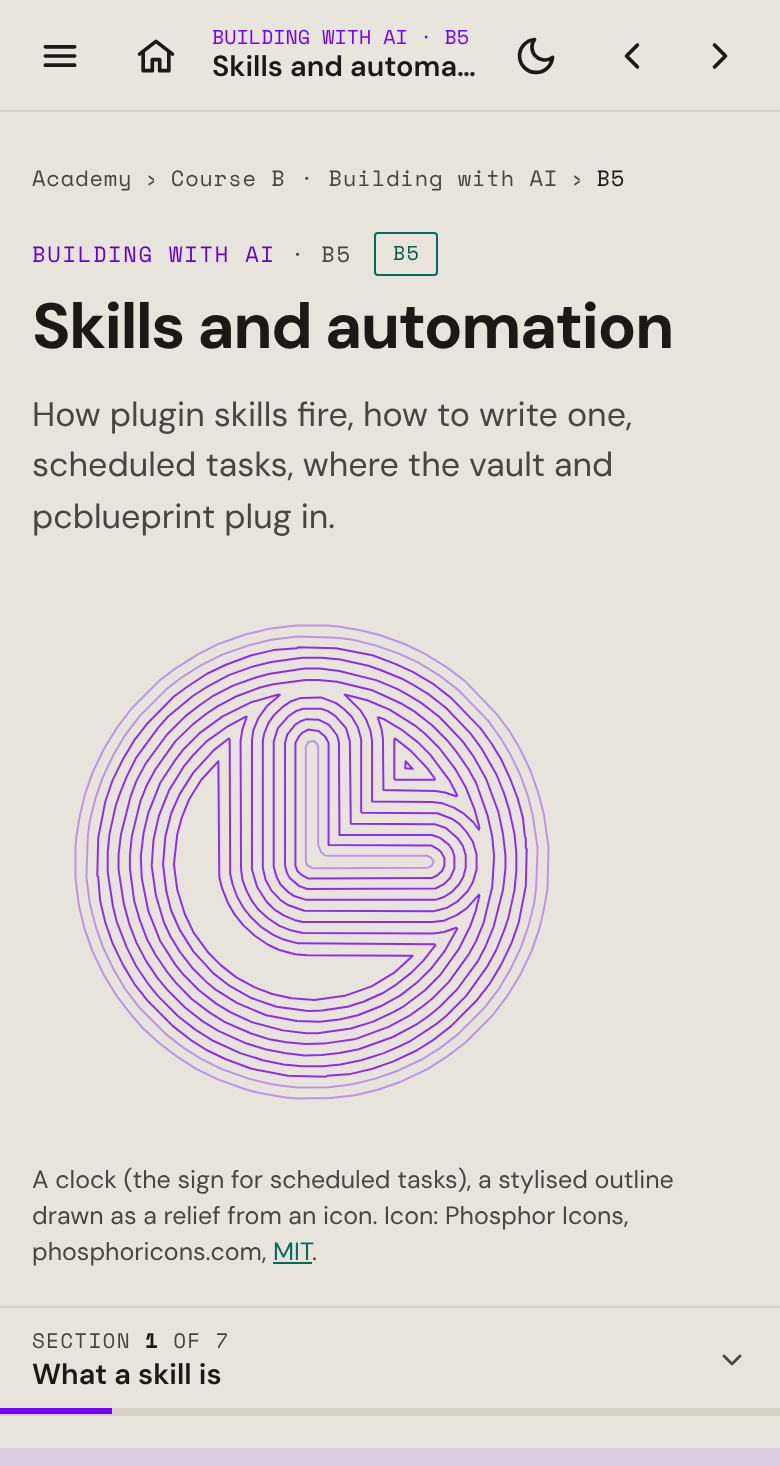 BUILDING WITH AI · B5
Skills and automa...
Academy › Course B · Building with AI › B5
BUILDING WITH AI · B5 B5
Skills and automation
How plugin skills fire, how to write one,
scheduled tasks, where the vault and
pcblueprint plug in.
A clock (the sign for scheduled tasks), a stylised outline
drawn as a relief from an icon. Icon: Phosphor Icons,
phosphoricons.com, MIT.
SECTION 1 OF 7
What a skill is